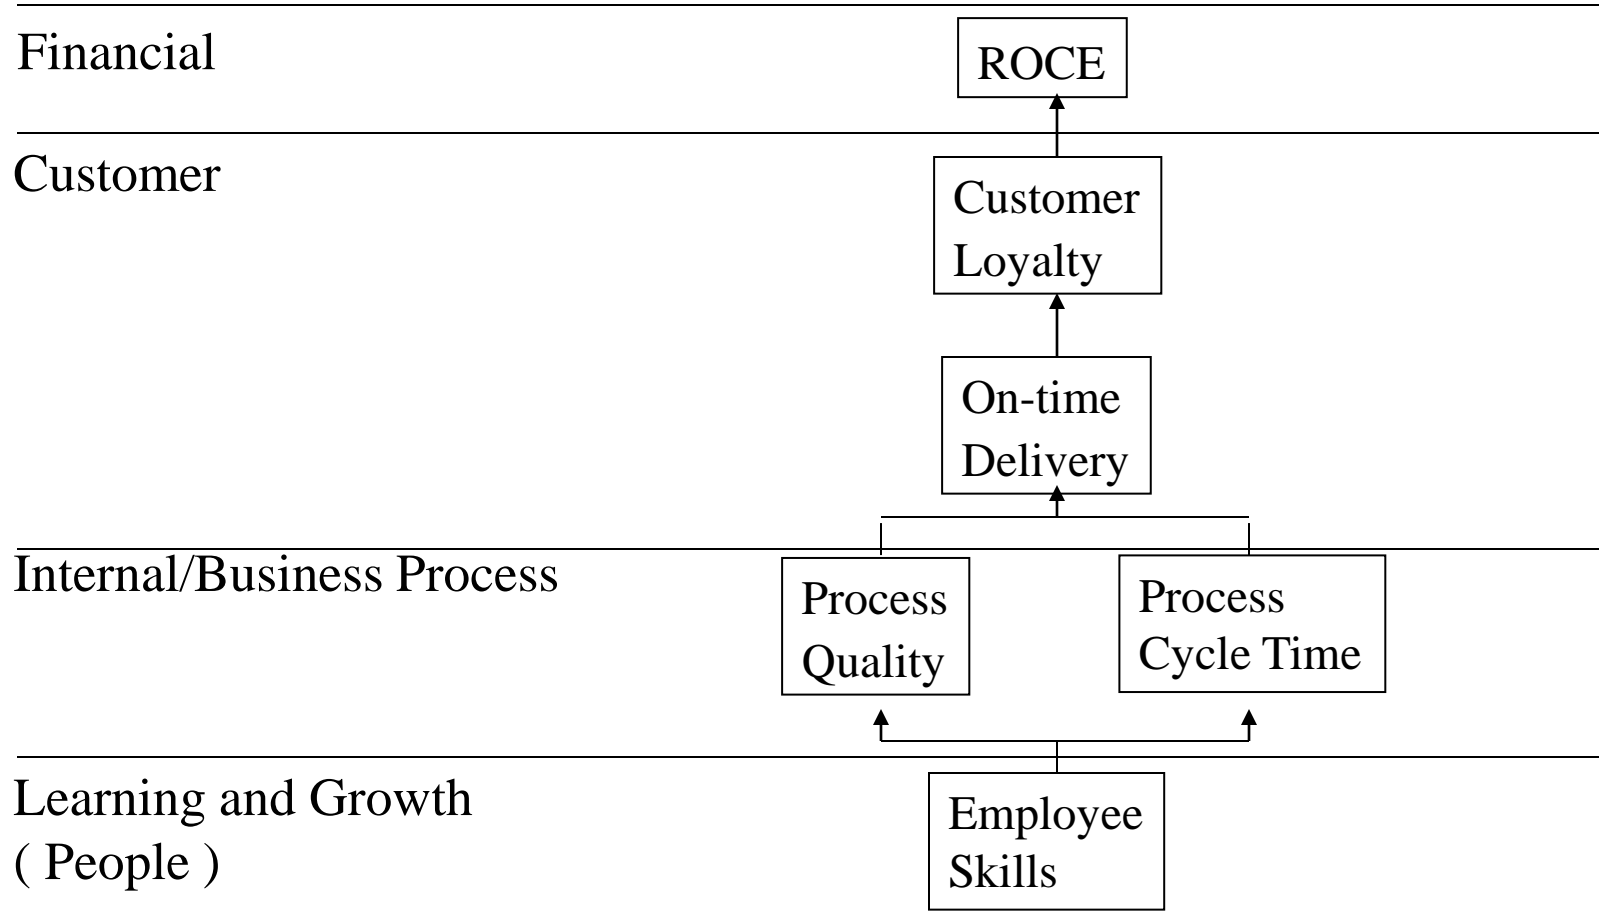 Financial
ROCE
Customer
Customer
Loyalty
On-time
Delivery
Internal/Business Process
Process
Quality
Process
Cycle Time
Learning and Growth
( People )
Employee
Skills